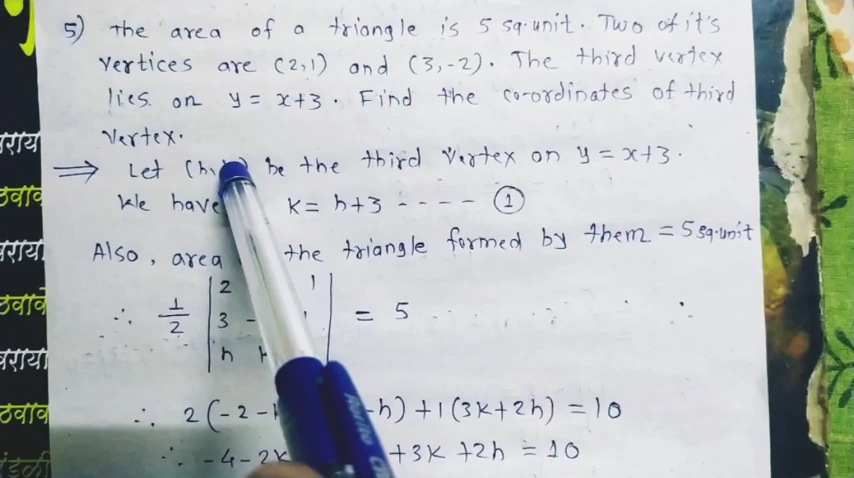 5) The area of a triangle is 5 sq.unit. Two of it's
vertices are (2,1) and (3,-2). The third vertex
lies on y = x+3. Find the co-ordinates of third
vertex.
⇒ Let (h, be the third vertex on y = x+3.
We have k = h+3 ---- ①
Also, area the triangle formed by them = 5 sq.unit
∴ 1/2 | 2 1 |
| 3 - | = 5
| h |
∴ 2(-2- -h) +1(3k+2h) = 10
∴ -4-2k +3k +2h = 10